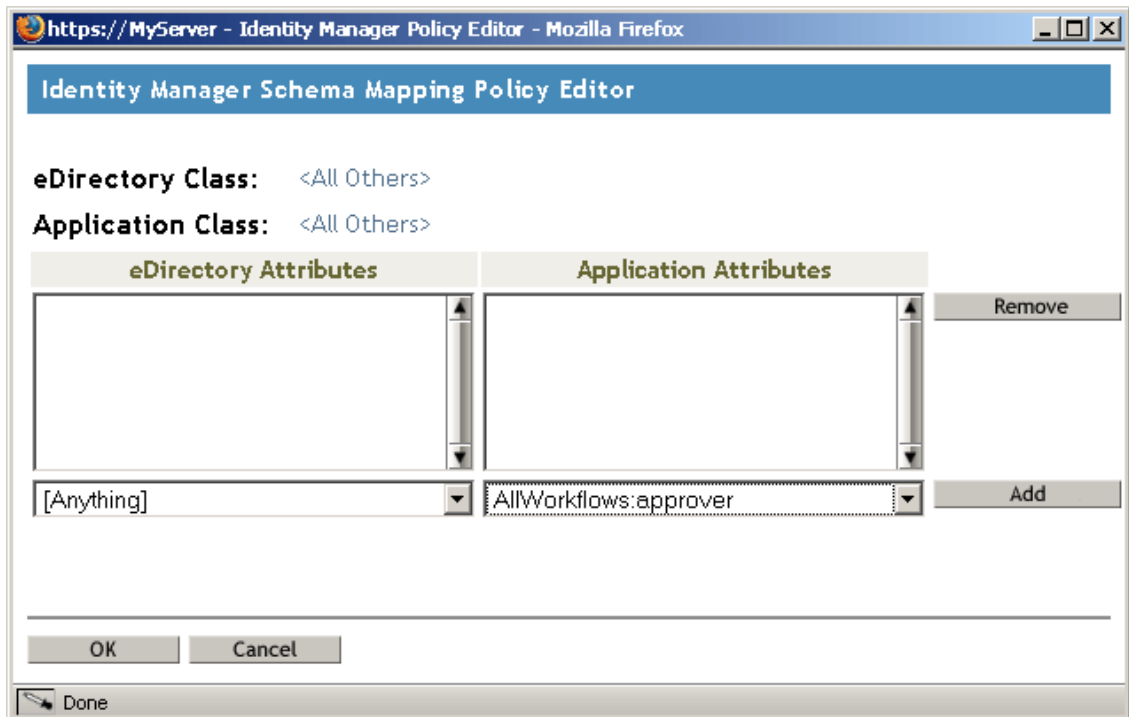 https://MyServer - Identity Manager Policy Editor - Mozilla Firefox
Identity Manager Schema Mapping Policy Editor
eDirectory Class: <All Others>
Application Class: <All Others>
eDirectory Attributes Application Attributes
Remove
[Anything] AllWorkflows:approver Add
OK Cancel
Done